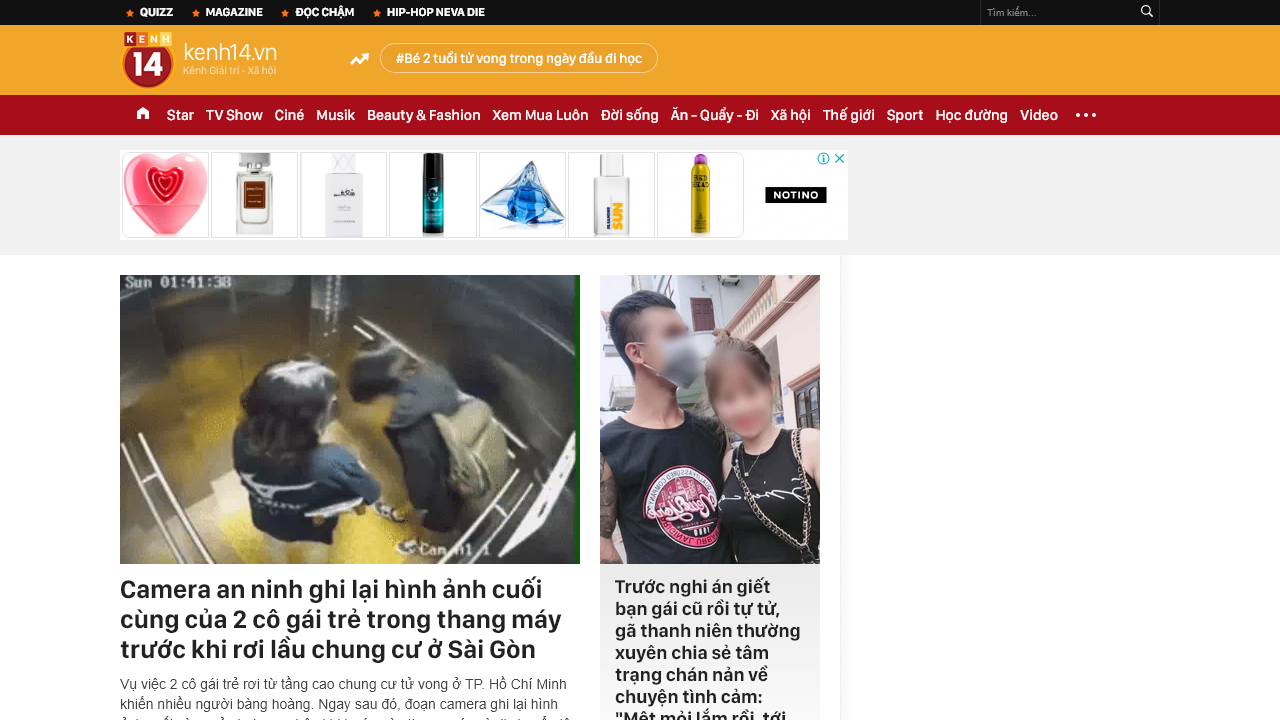 QUIZZ
MAGAZINE
ĐỌC CHẬM
HIP-HOP NEVA DIE
Tìm kiếm...
KENH
14
kenh14.vn
Kênh Giải trí - Xã hội
#Bé 2 tuổi tử vong trong ngày đầu đi học
Star
TV Show
Ciné
Musik
Beauty & Fashion
Xem Mua Luôn
Đời sống
Ăn - Quẩy - Đi
Xã hội
Thế giới
Sport
Học đường
Video
SUN
BED HEAD
NOTINO
Sun 01:41:38
Camera an ninh ghi lại hình ảnh cuối
cùng của 2 cô gái trẻ trong thang máy
trước khi rơi lầu chung cư ở Sài Gòn
Vụ việc 2 cô gái trẻ rơi từ tầng cao chung cư tử vong ở TP. Hồ Chí Minh
khiến nhiều người bàng hoàng. Ngay sau đó, đoạn camera ghi lại hình
Trước nghi án giết
bạn gái cũ rồi tự tử,
gã thanh niên thường
xuyên chia sẻ tâm
trạng chán nản về
chuyện tình cảm:
"Mệt mỏi lắm rồi, tới